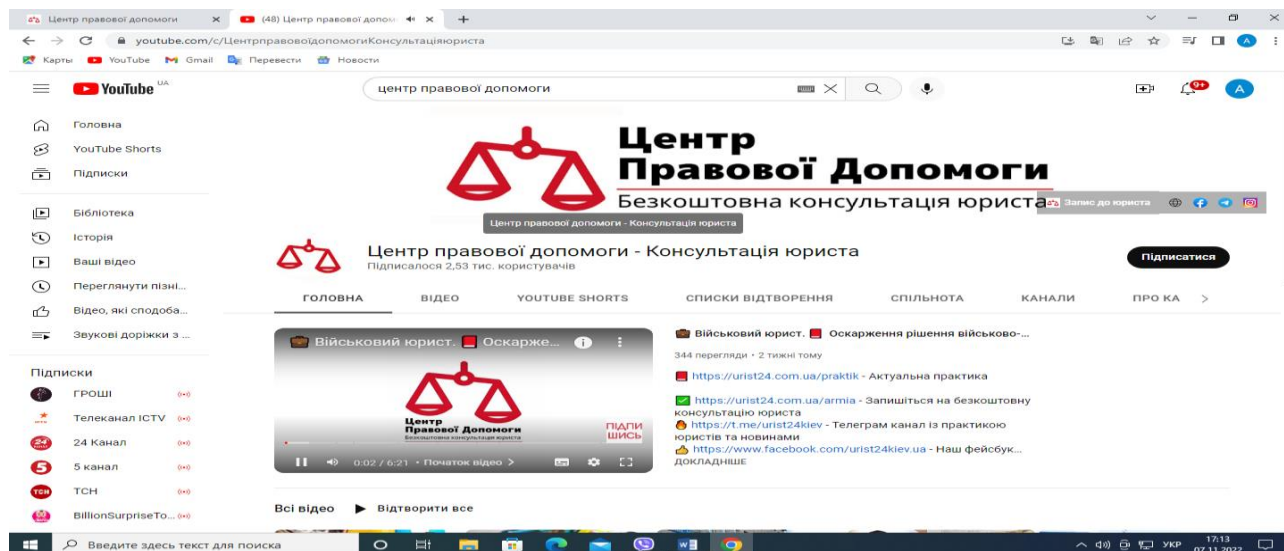 Центр правової допомоги
(48) Центр правової допом
youtube.com/c/ЦентрправовоїдопомогиКонсультаціяюриста
Карты YouTube Gmail Перевести Новости
YouTube UA
центр правової допомоги
9+
А
Головна
YouTube Shorts
Підписки
Бібліотека
Історія
Ваші відео
Переглянути пізні...
Відео, які сподоба...
Звукові доріжки з ...
Підписки
ГРОШІ
Телеканал ICTV
24 Канал
5 канал
ТСН
BillionSurpriseTo...
Центр
Правової Допомоги
Безкоштовна консультація юриста
Запис до юриста
Центр правової допомоги - Консультація юриста
Центр правової допомоги - Консультація юриста
Підписалося 2,53 тис. користувачів
Підписатися
ГОЛОВНА ВІДЕО YOUTUBE SHORTS СПИСКИ ВІДТВОРЕННЯ СПІЛЬНОТА КАНАЛИ ПРО КА
Військовий юрист. Оскарже...
Центр
Правової Допомоги
Безкоштовна консультація юриста
ПІДПИ
ШИСЬ
0:02 / 6:21 • Початок відео >
Військовий юрист. Оскарження рішення військово-...
344 перегляди • 2 тижні тому
https://urist24.com.ua/praktik - Актуальна практика
https://urist24.com.ua/armia - Запишіться на безкоштовну
консультацію юриста
https://t.me/urist24kiev - Телеграм канал із практикою
юристів та новинами
https://www.facebook.com/urist24kiev.ua - Наш фейсбук...
ДОКЛАДНІШЕ
Всі відео Відтворити все
Введите здесь текст для поиска
УКР
17:13
07.11.2022